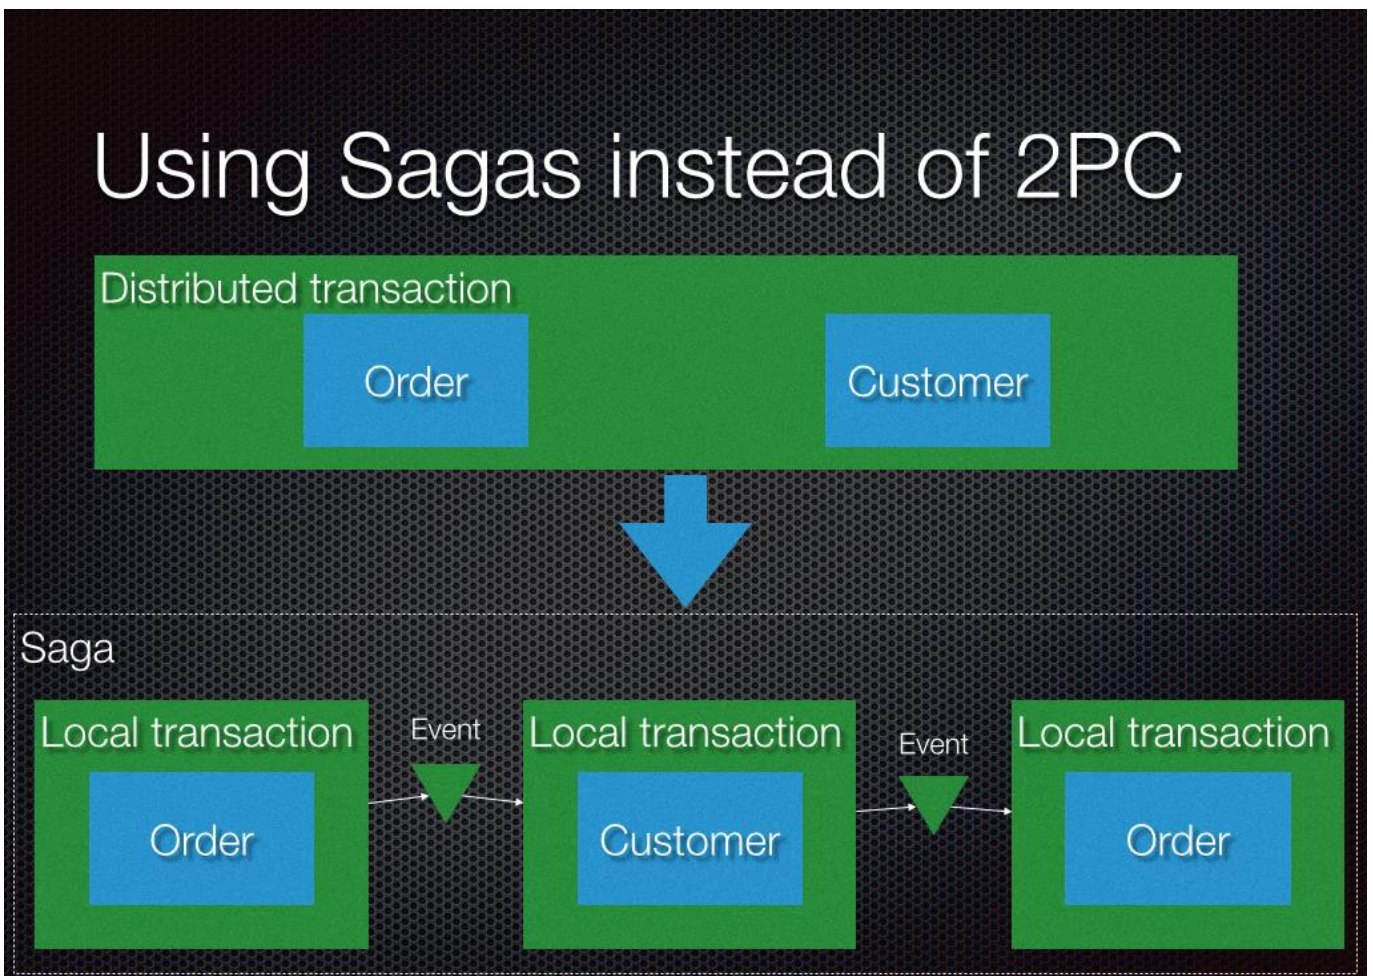 Using Sagas instead of 2PC
Distributed transaction
Order
Customer
Saga
Local transaction
Event
Local transaction
Event
Local transaction
Order
Customer
Order